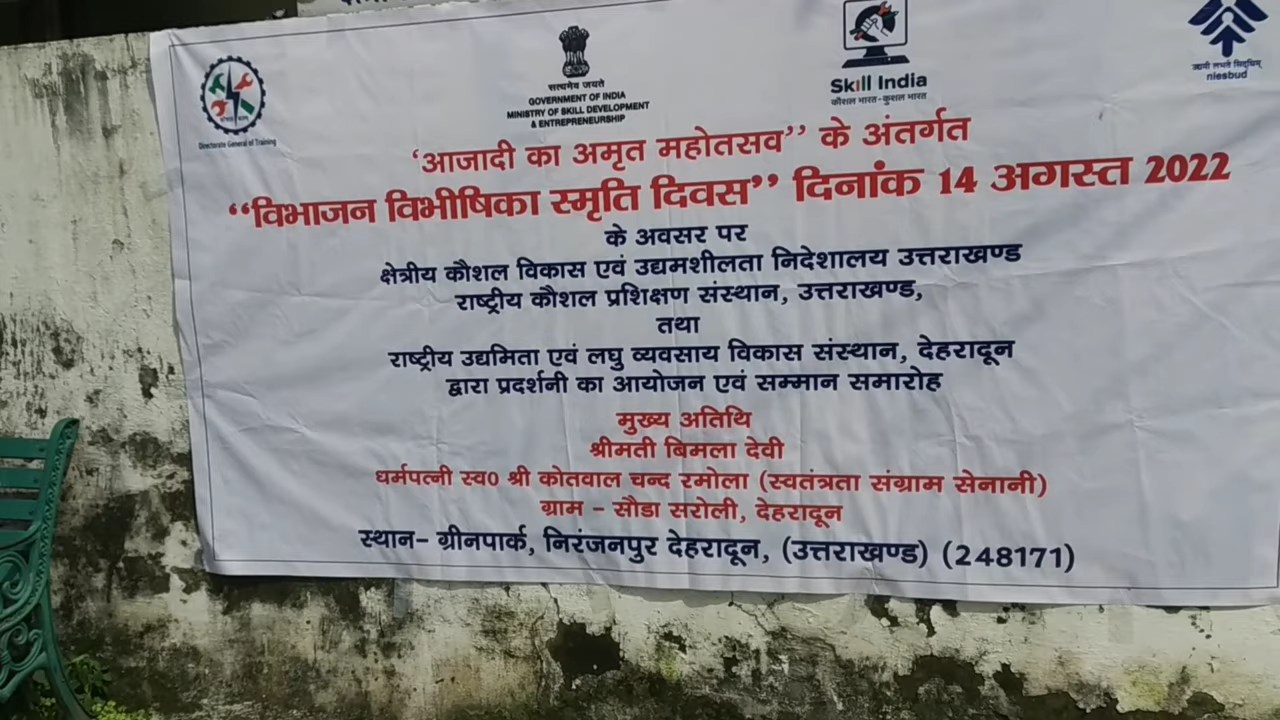 Directorate General of Training
सत्यमेव जयते
GOVERNMENT OF INDIA
MINISTRY OF SKILL DEVELOPMENT
& ENTREPRENEURSHIP
Skill India
कौशल भारत-कुशल भारत
niesbud
‘आजादी का अमृत महोतसव’’ के अंतर्गत
“विभाजन विभीषिका स्मृति दिवस” दिनांक 14 अगस्त 2022
के अवसर पर
क्षेत्रीय कौशल विकास एवं उद्यमशीलता निदेशालय उत्तराखण्ड
राष्ट्रीय कौशल प्रशिक्षण संस्थान, उत्तराखण्ड,
तथा
राष्ट्रीय उद्यमिता एवं लघु व्यवसाय विकास संस्थान, देहरादून
द्वारा प्रदर्शनी का आयोजन एवं सम्मान समारोह
मुख्य अतिथि
श्रीमती बिमला देवी
धर्मपत्नी स्व० श्री कोतवाल चन्द रमोला (स्वतंत्रता संग्राम सेनानी)
ग्राम - सौडा सरोली, देहरादून
स्थान- ग्रीनपार्क, निरंजनपुर देहरादून, (उत्तराखण्ड) (248171)